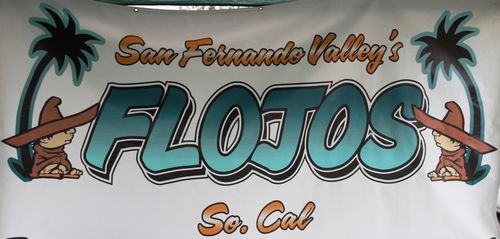 San Fernando Valley's
FLOJOS
So. Cal